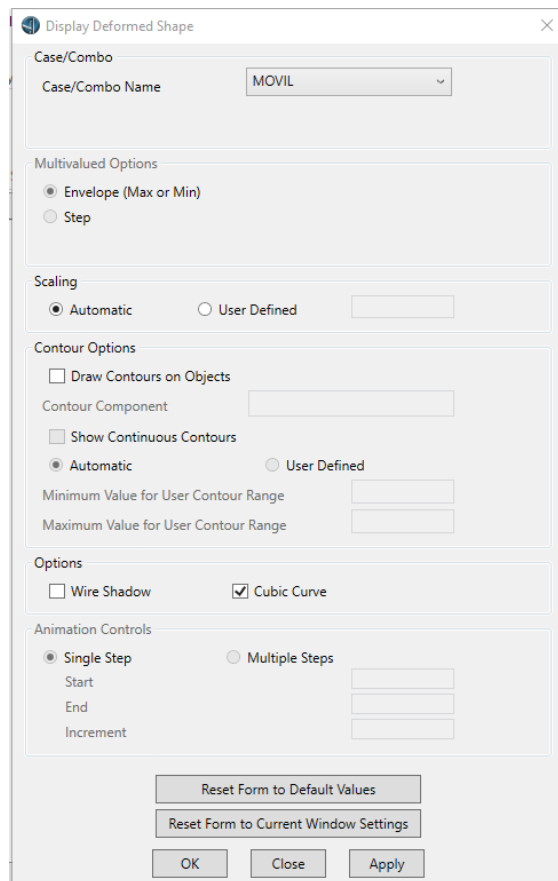 Display Deformed Shape
Case/Combo
Case/Combo Name MOVIL
Multivalued Options
Envelope (Max or Min)
Step
Scaling
Automatic User Defined
Contour Options
Draw Contours on Objects
Contour Component
Show Continuous Contours
Automatic User Defined
Minimum Value for User Contour Range
Maximum Value for User Contour Range
Options
Wire Shadow Cubic Curve
Animation Controls
Single Step Multiple Steps
Start
End
Increment
Reset Form to Default Values
Reset Form to Current Window Settings
OK Close Apply